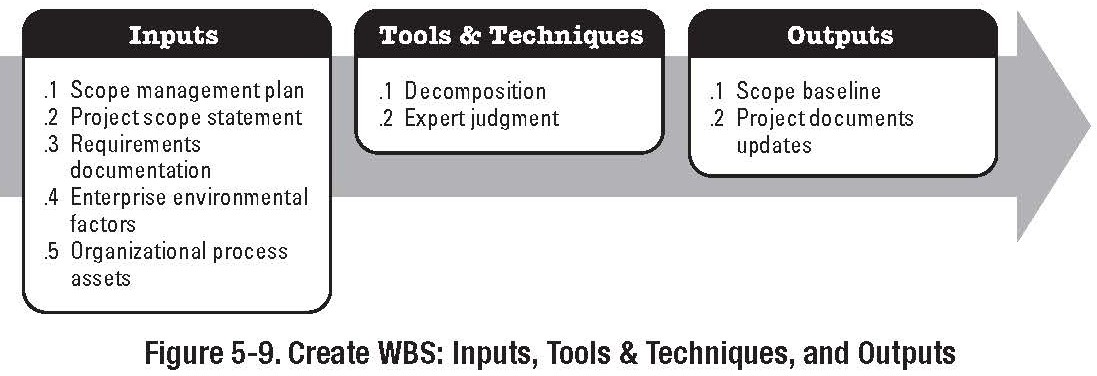 Inputs
.1 Scope management plan
.2 Project scope statement
.3 Requirements
documentation
.4 Enterprise environmental
factors
.5 Organizational process
assets
Tools & Techniques
.1 Decomposition
.2 Expert judgment
Outputs
.1 Scope baseline
.2 Project documents
updates
Figure 5-9. Create WBS: Inputs, Tools & Techniques, and Outputs